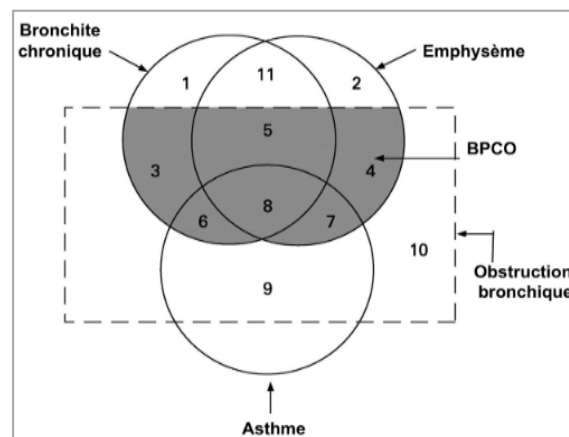 Bronchite
chronique
Emphysème
1
11
2
5
BPCO
3
4
6
8
7
10
Obstruction
bronchique
9
Asthme